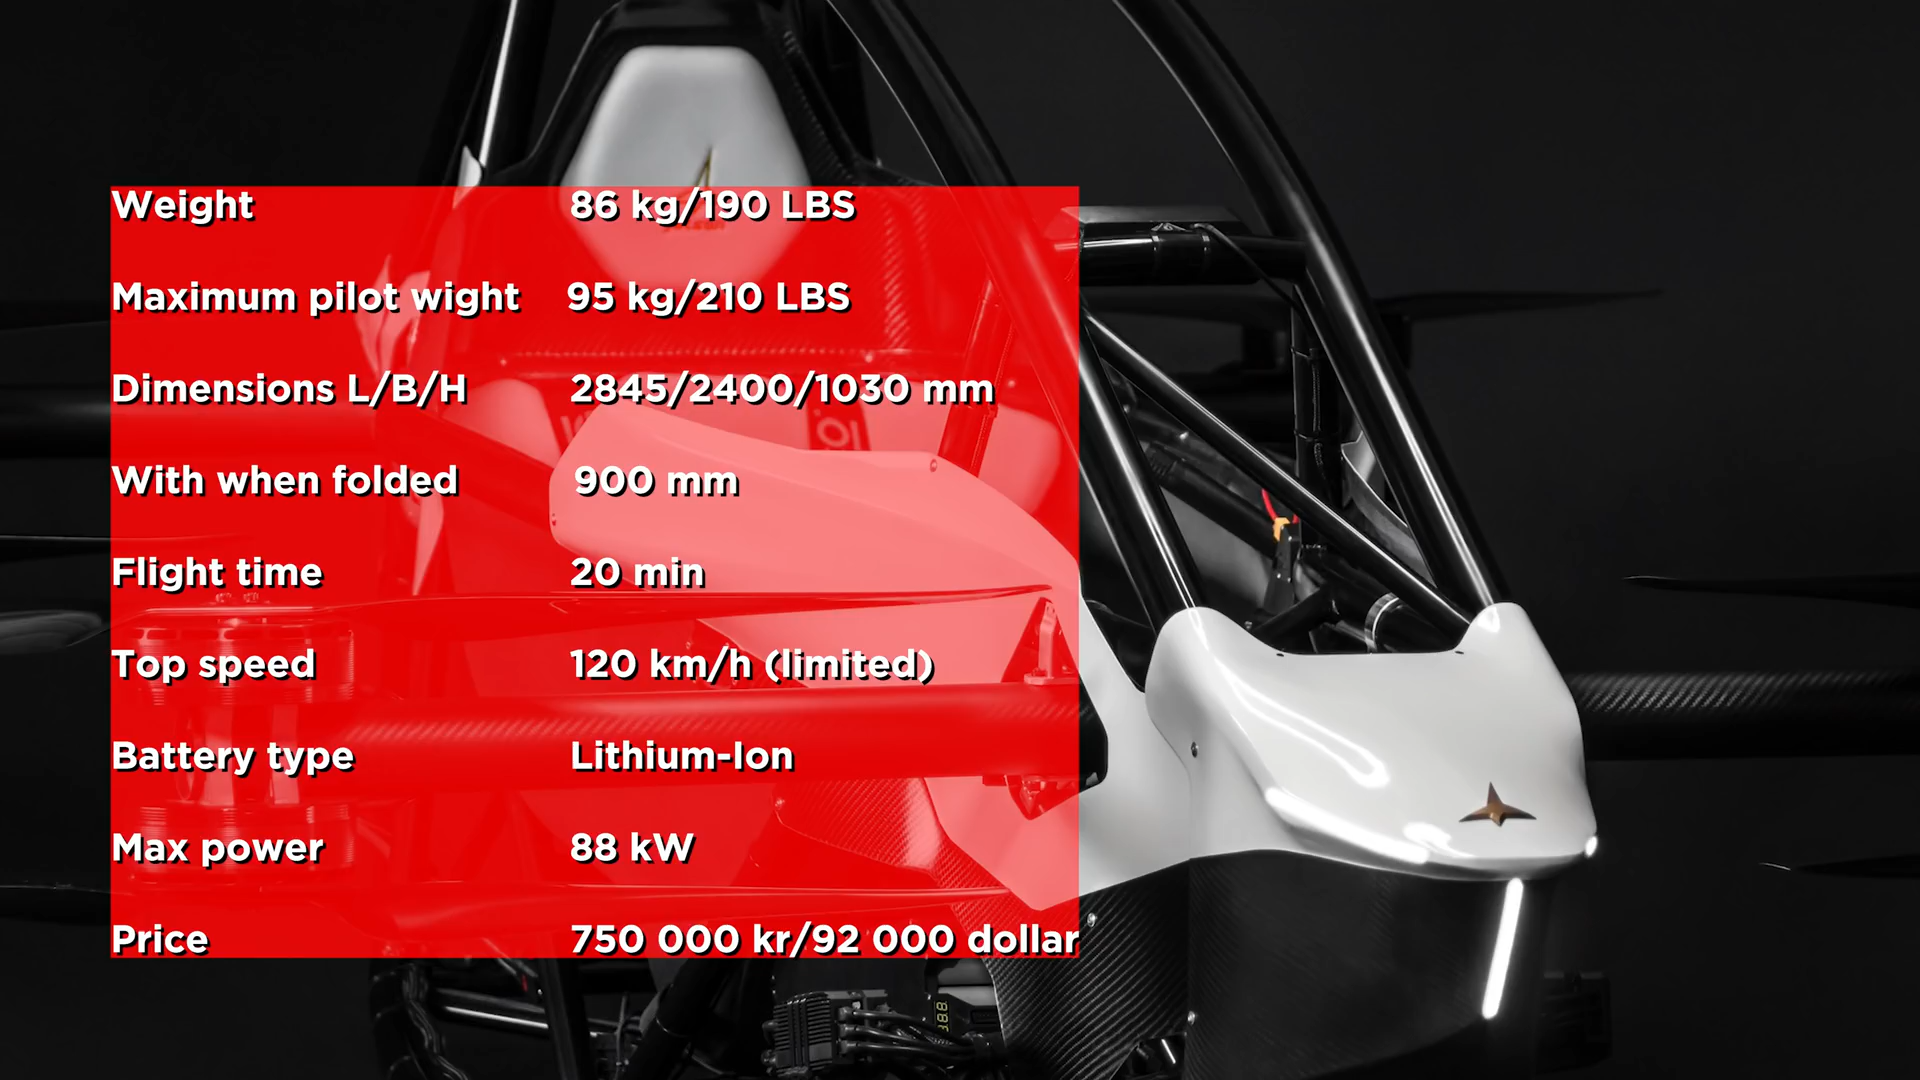 Weight 86 kg/190 LBS
Maximum pilot wight 95 kg/210 LBS
Dimensions L/B/H 2845/2400/1030 mm
With when folded 900 mm
Flight time 20 min
Top speed 120 km/h (limited)
Battery type Lithium-Ion
Max power 88 kW
Price 750 000 kr/92 000 dollar